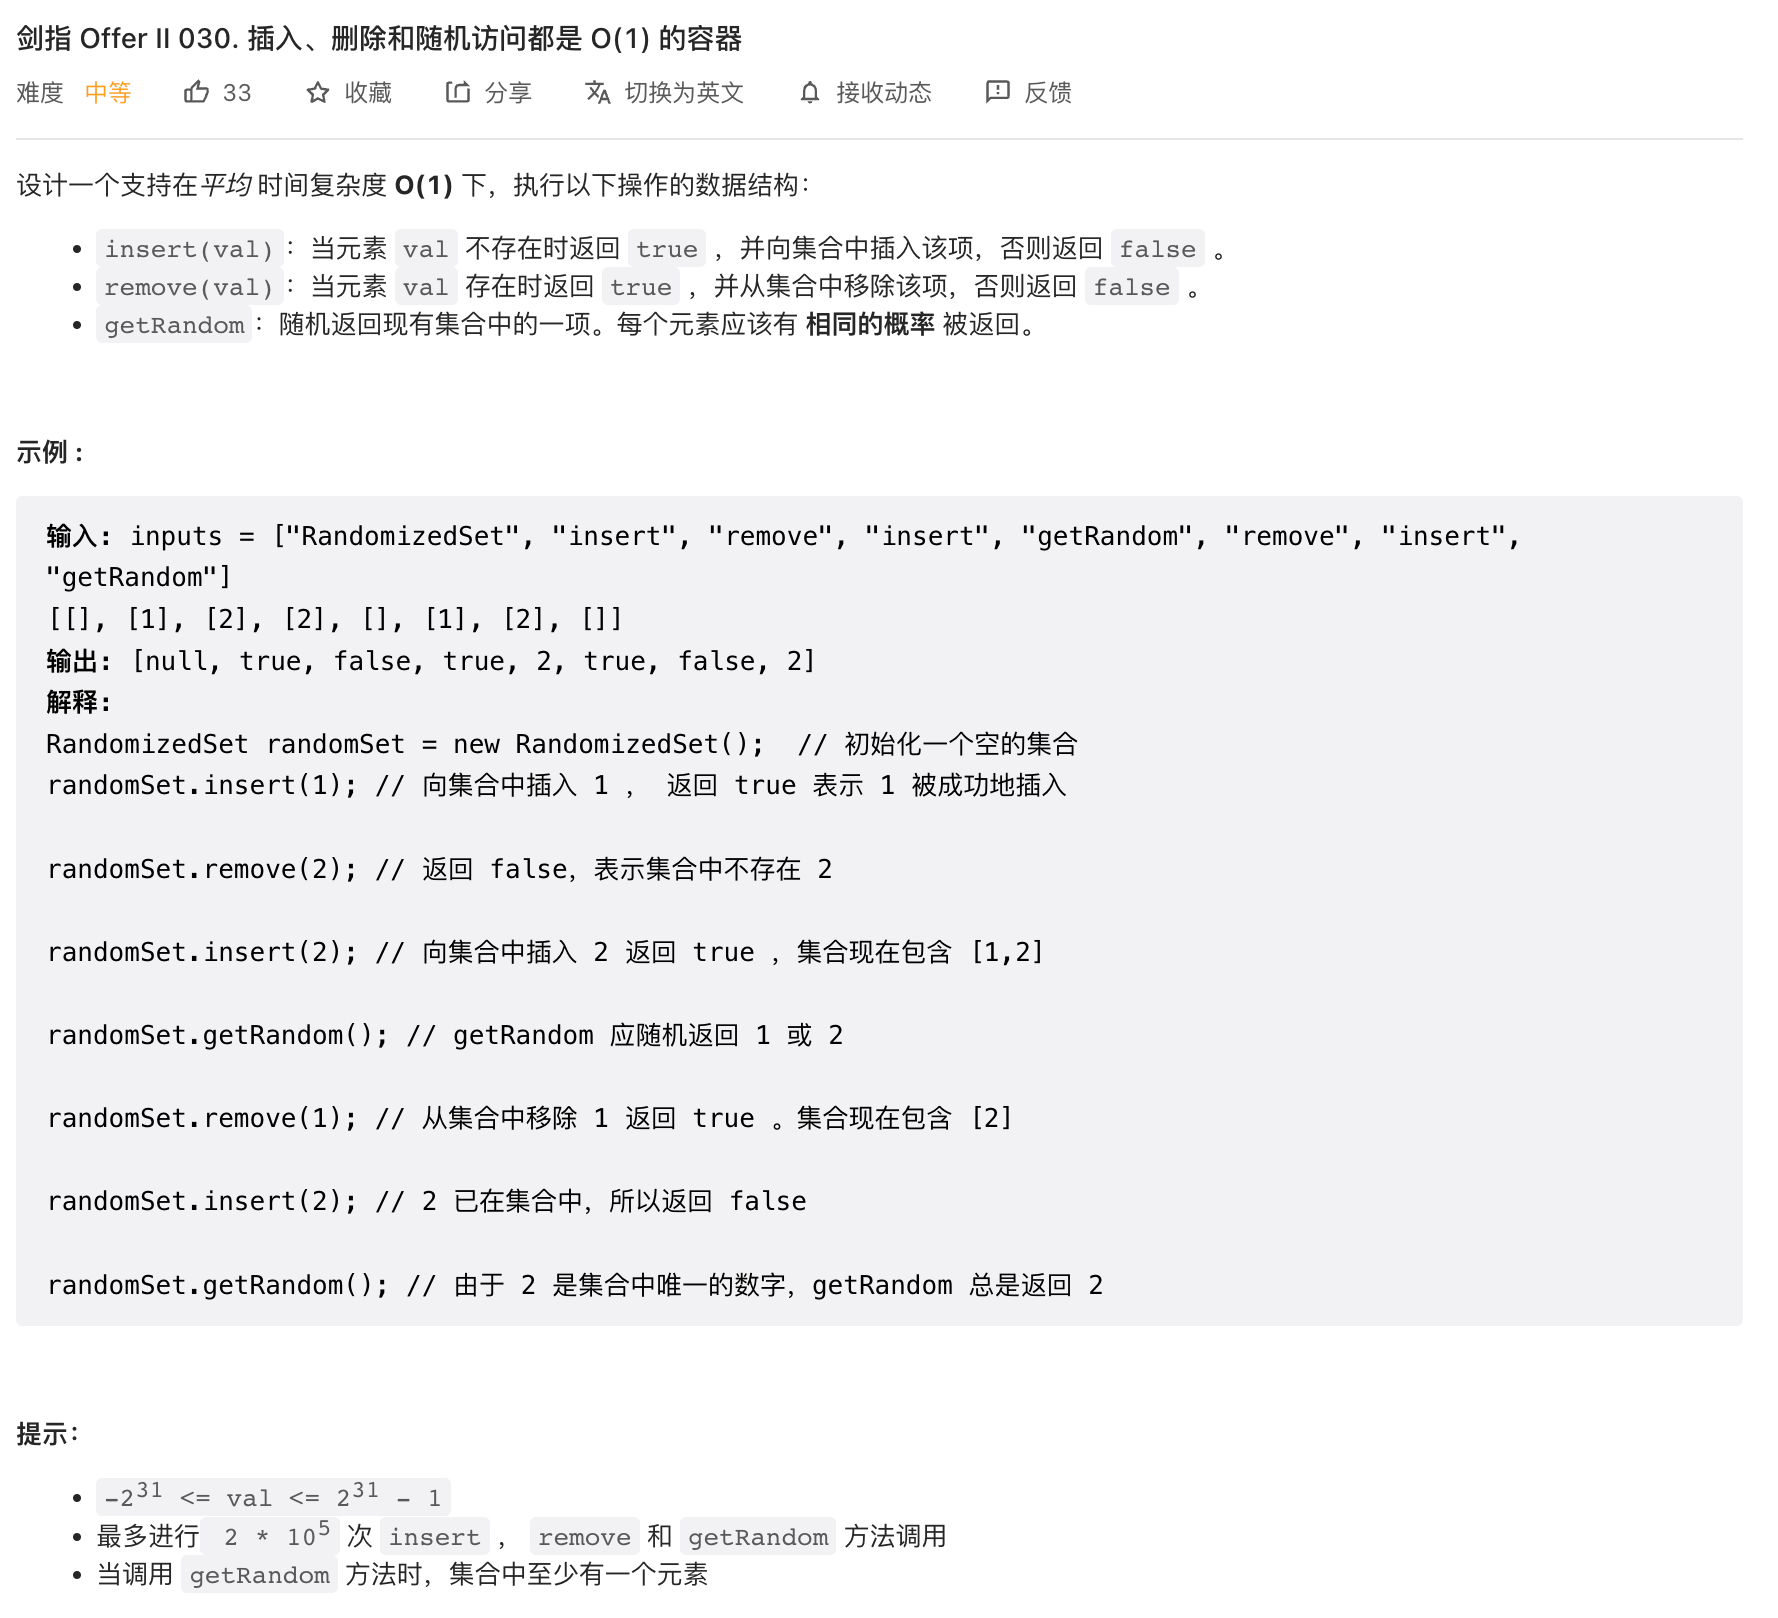 剑指 Offer II 030. 插入、删除和随机访问都是 O(1) 的容器
难度 中等 33 收藏 分享 切换为英文 接收动态 反馈
设计一个支持在平均 时间复杂度 O(1) 下，执行以下操作的数据结构：
insert(val)：当元素 val 不存在时返回 true ，并向集合中插入该项，否则返回 false 。
remove(val)：当元素 val 存在时返回 true ，并从集合中移除该项，否则返回 false 。
getRandom：随机返回现有集合中的一项。每个元素应该有 相同的概率 被返回。
示例 :
输入: inputs = ["RandomizedSet", "insert", "remove", "insert", "getRandom", "remove", "insert",
"getRandom"]
[[], [1], [2], [2], [], [1], [2], []]
输出: [null, true, false, true, 2, true, false, 2]
解释:
RandomizedSet randomSet = new RandomizedSet();  // 初始化一个空的集合
randomSet.insert(1); // 向集合中插入 1 ， 返回 true 表示 1 被成功地插入
randomSet.remove(2); // 返回 false，表示集合中不存在 2
randomSet.insert(2); // 向集合中插入 2 返回 true ，集合现在包含 [1,2]
randomSet.getRandom(); // getRandom 应随机返回 1 或 2
randomSet.remove(1); // 从集合中移除 1 返回 true 。集合现在包含 [2]
randomSet.insert(2); // 2 已在集合中，所以返回 false
randomSet.getRandom(); // 由于 2 是集合中唯一的数字，getRandom 总是返回 2
提示：
-2³¹ <= val <= 2³¹ - 1
最多进行 2 * 10⁵ 次 insert ， remove 和 getRandom 方法调用
当调用 getRandom 方法时，集合中至少有一个元素